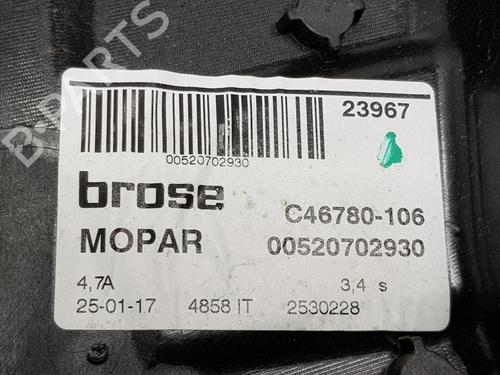 B-PARTS
23967
00520702930
brose
C46780-106
MOPAR 00520702930
4,7A 3,4 s
25-01-17 4858 IT 2530228